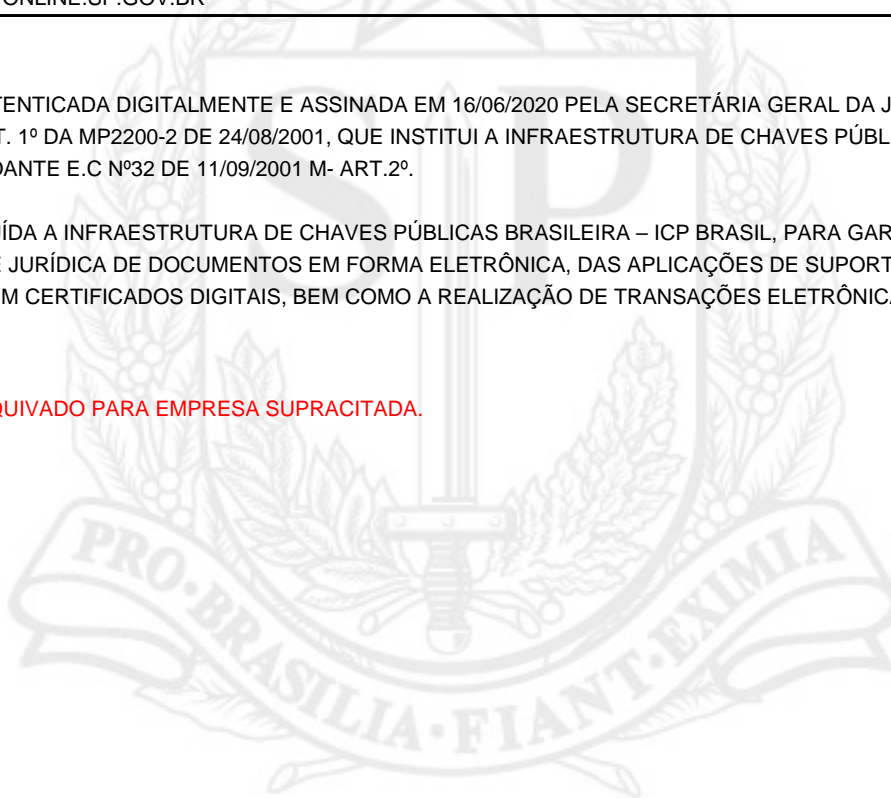 ONLINE.SP.GOV.BR
TENTICADA DIGITALMENTE E ASSINADA EM 16/06/2020 PELA SECRETÁRIA GERAL DA J
T. 1º DA MP2200-2 DE 24/08/2001, QUE INSTITUI A INFRAESTRUTURA DE CHAVES PÚBL
DANTE E.C Nº32 DE 11/09/2001 M- ART.2º.
UÍDA A INFRAESTRUTURA DE CHAVES PÚBLICAS BRASILEIRA – ICP BRASIL, PARA GAR
E JURÍDICA DE DOCUMENTOS EM FORMA ELETRÔNICA, DAS APLICAÇÕES DE SUPORT
M CERTIFICADOS DIGITAIS, BEM COMO A REALIZAÇÃO DE TRANSAÇÕES ELETRÔNICA
QUIVADO PARA EMPRESA SUPRACITADA.
SP
PRO·BRASILIA·FIANT·EXIMIA